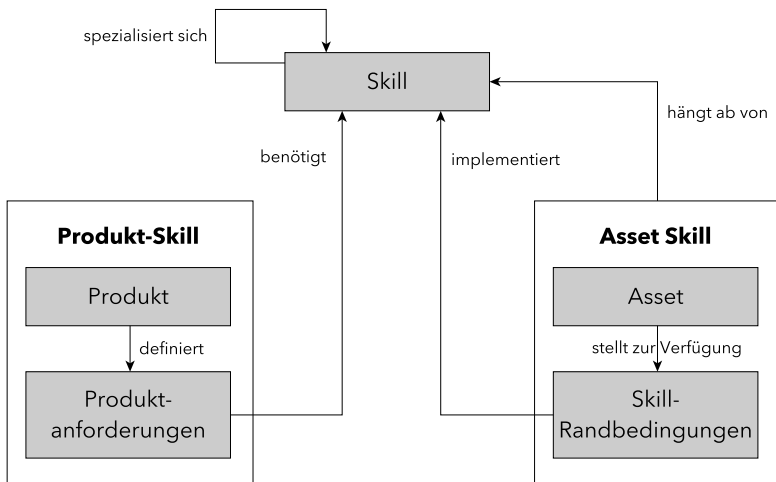 spezialisiert sich
Skill
hängt ab von
benötigt
implementiert
Produkt-Skill
Produkt
definiert
Produkt-
anforderungen
Asset Skill
Asset
stellt zur Verfügung
Skill-
Randbedingungen